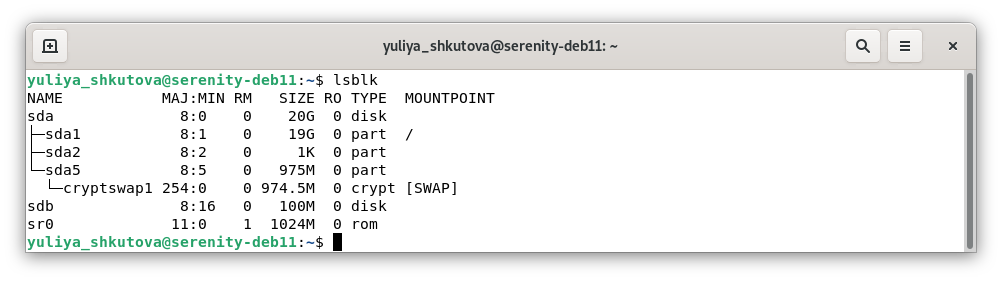 yuliya_shkutova@serenity-deb11: ~
yuliya_shkutova@serenity-deb11:~$ lsblk
NAME           MAJ:MIN RM   SIZE RO TYPE  MOUNTPOINT
sda              8:0    0    20G  0 disk
├─sda1           8:1    0    19G  0 part  /
├─sda2           8:2    0     1K  0 part
└─sda5           8:5    0   975M  0 part
  └─cryptswap1 254:0    0 974.5M  0 crypt [SWAP]
sdb              8:16   0   100M  0 disk
sr0             11:0    1  1024M  0 rom
yuliya_shkutova@serenity-deb11:~$